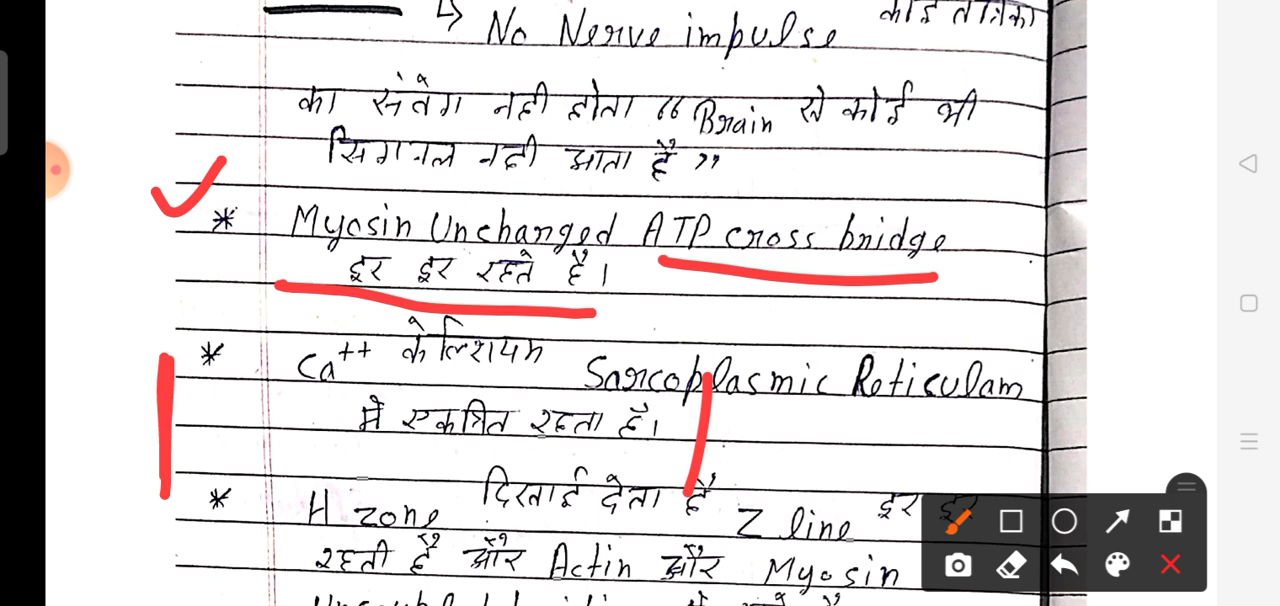 ↳ No Nerve impulse कोई तंत्रिका
का संवेग नही होता “Brain से कोई भी
सिगनल नही आता है”
* Myosin Unchanged ATP cross bridge
दूर दूर रहते है।
* Ca++ केल्शियम Sarcoplasmic Reticulam
मे एकत्रित रहता है।
* H zone दिखाई देता है Z line दूर दूर
रहती है और Actin और Myosin